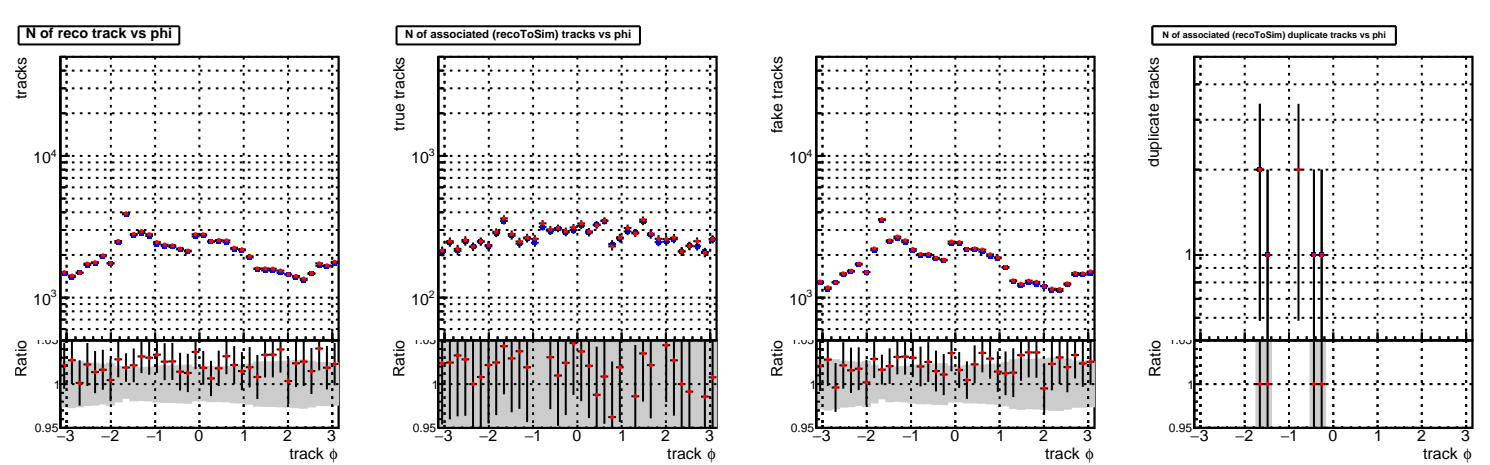 N of reco track vs phi
tracks
10⁴
10³
Ratio
1
0.95
−3 −2 −1 0 1 2 3
track ϕ
N of associated (recoToSim) tracks vs phi
true tracks
10³
10²
Ratio
1
0.95
−3 −2 −1 0 1 2 3
track ϕ
fake tracks
10⁴
10³
Ratio
1
0.95
−3 −2 −1 0 1 2 3
track ϕ
N of associated (recoToSim) duplicate tracks vs phi
duplicate tracks
1
Ratio
1
0.95
−3 −2 −1 0 1 2 3
track ϕ